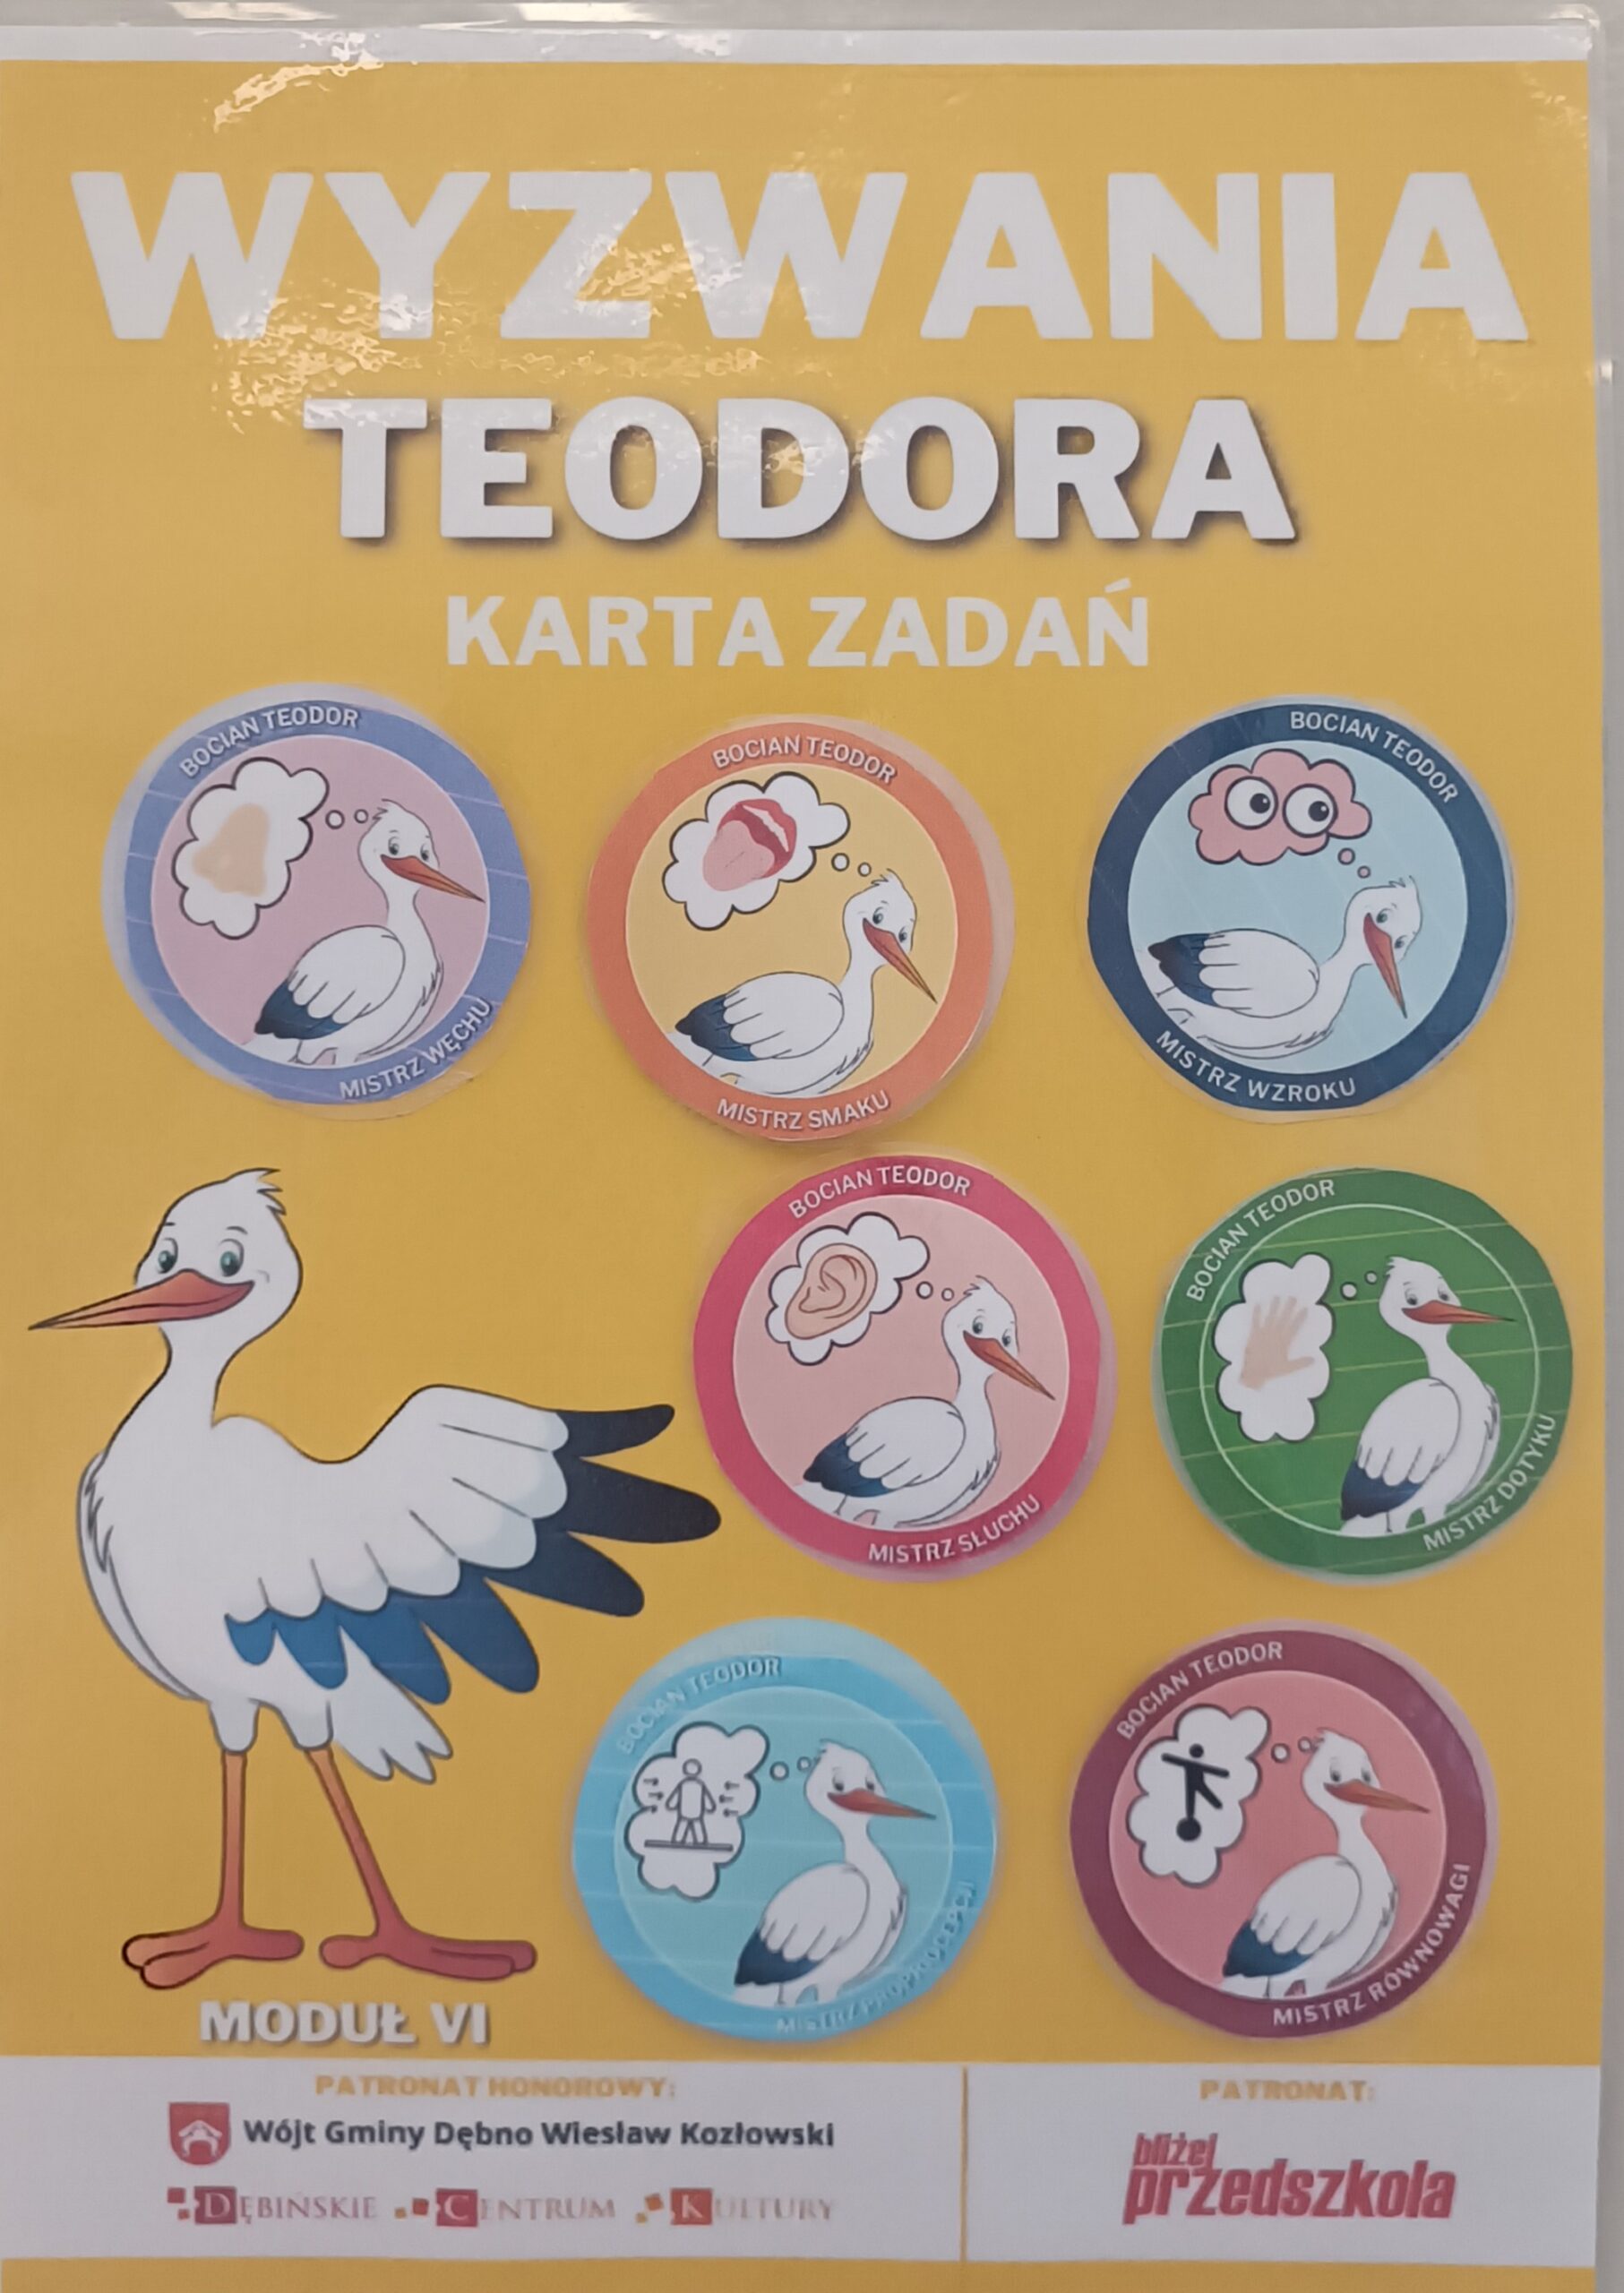 WYZWANIA
TEODORA
KARTA ZADAŃ
BOCIAN TEODOR
MISTRZ WĘCHU
BOCIAN TEODOR
MISTRZ SMAKU
BOCIAN TEODOR
MISTRZ WZROKU
BOCIAN TEODOR
MISTRZ SŁUCHU
BOCIAN TEODOR
MISTRZ DOTYKU
BOCIAN TEODOR
MISTRZ PROPRIOCEPCJI
BOCIAN TEODOR
MISTRZ RÓWNOWAGI
MODUŁ VI
PATRONAT HONOROWY:
Wójt Gminy Dębno Wiesław Kozłowski
DĘBIŃSKIE CENTRUM KULTURY
PATRONAT:
bliżej
przedszkola